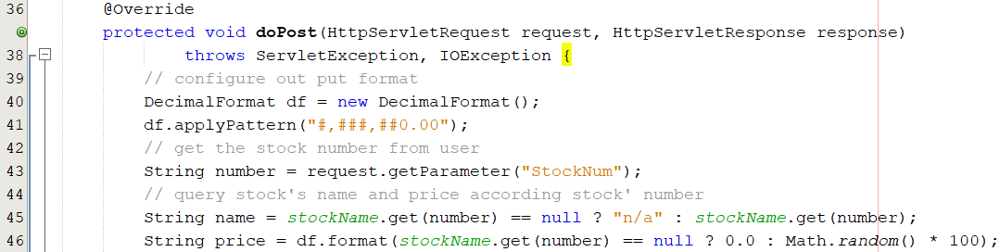 36 @Override
protected void doPost(HttpServletRequest request, HttpServletResponse response)
38 throws ServletException, IOException {
39 // configure out put format
40 DecimalFormat df = new DecimalFormat();
41 df.applyPattern("#,###,##0.00");
42 // get the stock number from user
43 String number = request.getParameter("StockNum");
44 // query stock's name and price according stock' number
45 String name = stockName.get(number) == null ? "n/a" : stockName.get(number);
46 String price = df.format(stockName.get(number) == null ? 0.0 : Math.random() * 100);